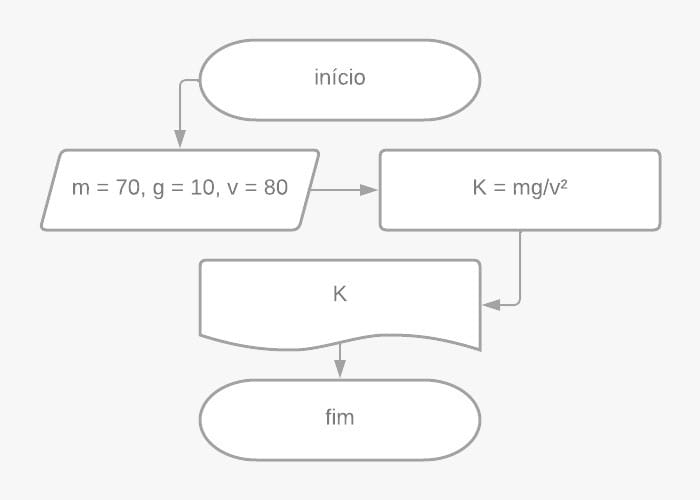 início
m = 70, g = 10, v = 80
K = mg/v²
K
fim